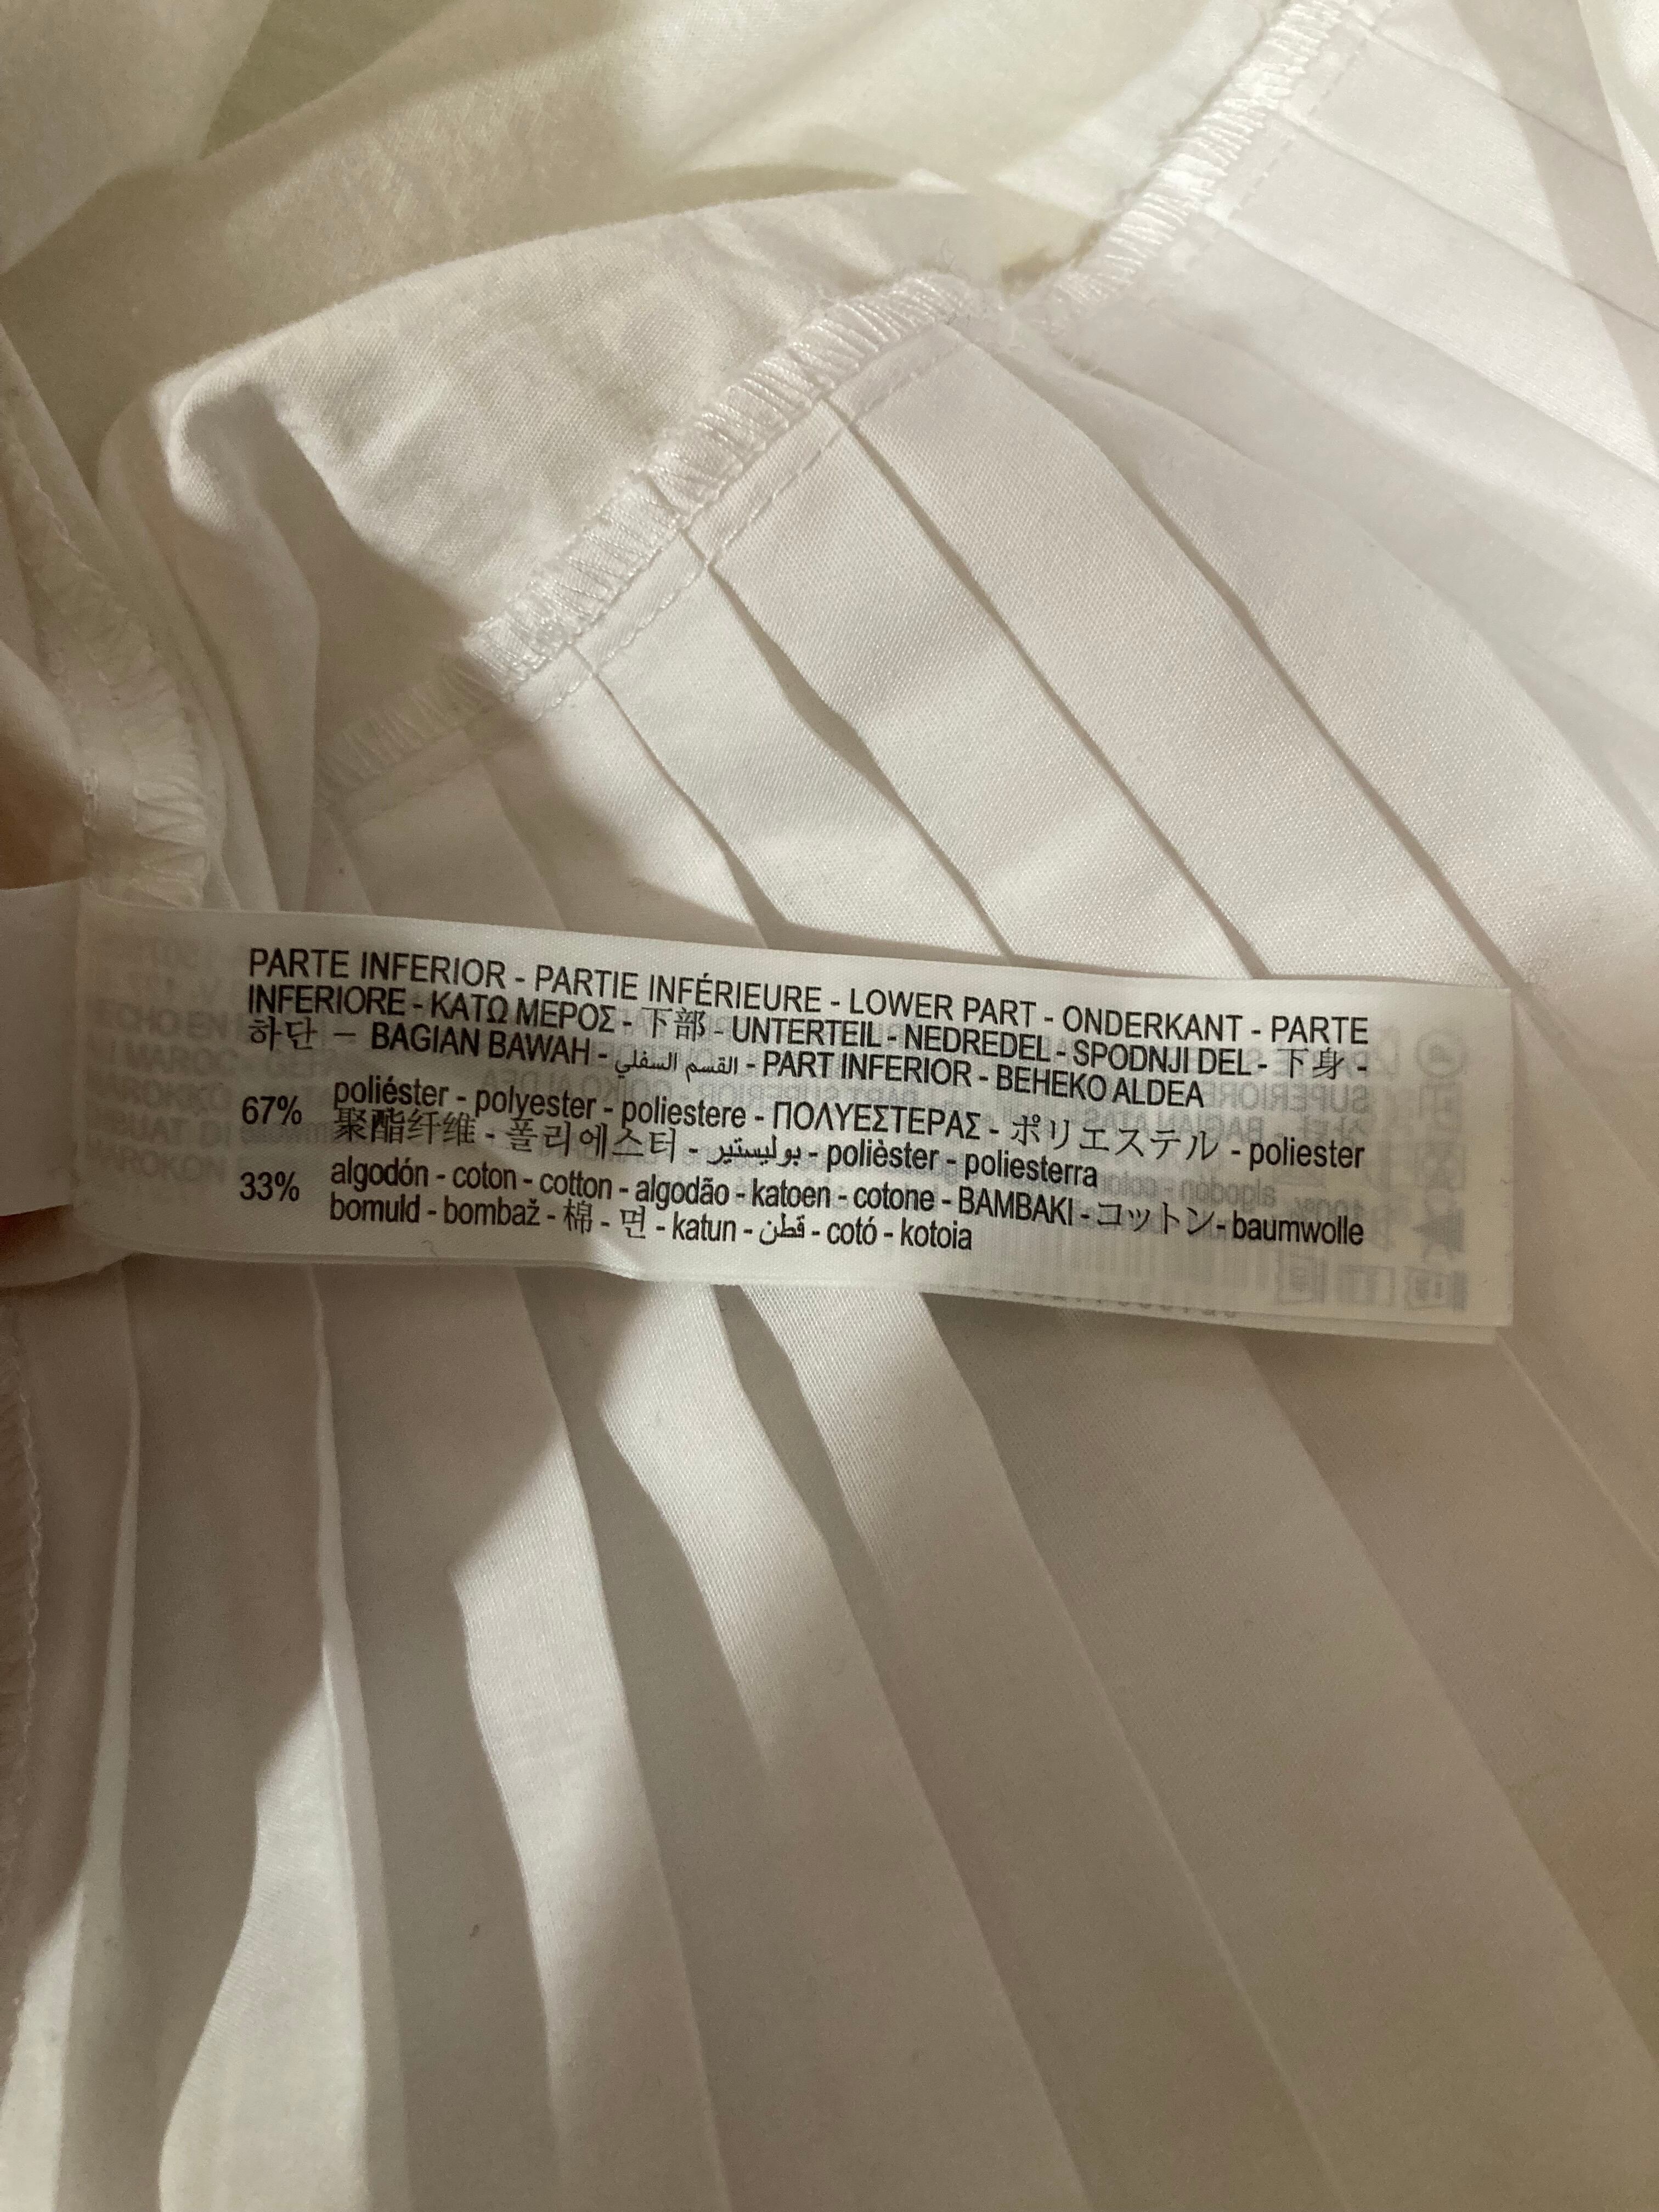 PARTE INFERIOR - PARTIE INFÉRIEURE - LOWER PART - ONDERKANT - PARTE
INFERIORE - ΚΑΤΩ ΜΕΡΟΣ - 下部 - UNTERTEIL - NEDREDEL - SPODNJI DEL - 下身 -
하단 - BAGIAN BAWAH - القسم السفلي - PART INFERIOR - BEHEKO ALDEA
67% poliéster - polyester - poliestere - ΠΟΛΥΕΣΤΕΡΑΣ - ポリエステル - poliester
聚酯纤维 - 폴리에스터 - بوليستير - polièster - poliesterra
33% algodón - coton - cotton - algodão - katoen - cotone - BAMBAKI - コットン - baumwolle
bomuld - bombaž - 棉 - 면 - katun - قطن - cotó - kotoia